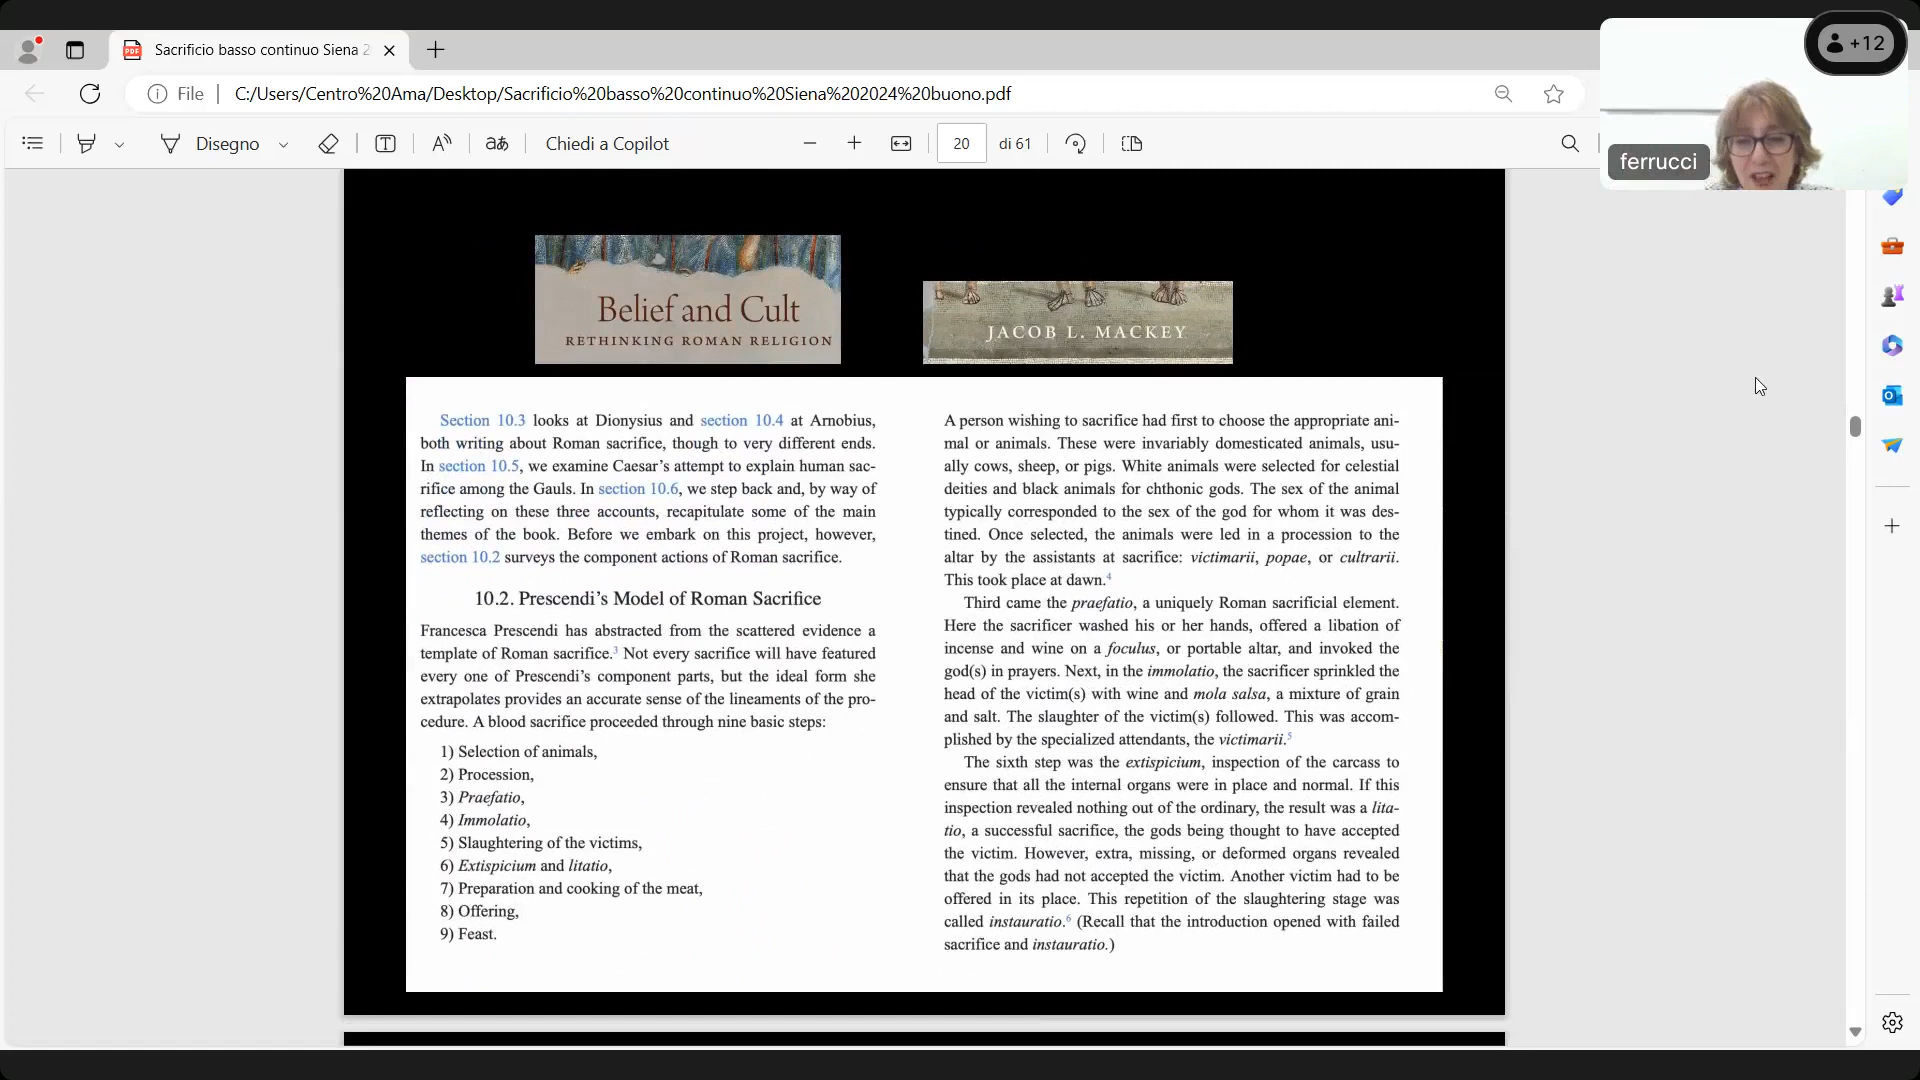 Sacrificio basso continuo Siena 2
+12
File
C:/Users/Centro%20Ama/Desktop/Sacrificio%20basso%20continuo%20Siena%202024%20buono.pdf
Disegno
Chiedi a Copilot
20 di 61
ferrucci
Belief and Cult
RETHINKING ROMAN RELIGION
JACOB L. MACKEY
Section 10.3 looks at Dionysius and section 10.4 at Arnobius,
both writing about Roman sacrifice, though to very different ends.
In section 10.5, we examine Caesar's attempt to explain human sac-
rifice among the Gauls. In section 10.6, we step back and, by way of
reflecting on these three accounts, recapitulate some of the main
themes of the book. Before we embark on this project, however,
section 10.2 surveys the component actions of Roman sacrifice.
10.2. Prescendi's Model of Roman Sacrifice
Francesca Prescendi has abstracted from the scattered evidence a
template of Roman sacrifice.3 Not every sacrifice will have featured
every one of Prescendi's component parts, but the ideal form she
extrapolates provides an accurate sense of the lineaments of the pro-
cedure. A blood sacrifice proceeded through nine basic steps:
1) Selection of animals,
2) Procession,
3) Praefatio,
4) Immolatio,
5) Slaughtering of the victims,
6) Extispicium and litatio,
7) Preparation and cooking of the meat,
8) Offering,
9) Feast.
A person wishing to sacrifice had first to choose the appropriate ani-
mal or animals. These were invariably domesticated animals, usu-
ally cows, sheep, or pigs. White animals were selected for celestial
deities and black animals for chthonic gods. The sex of the animal
typically corresponded to the sex of the god for whom it was des-
tined. Once selected, the animals were led in a procession to the
altar by the assistants at sacrifice: victimarii, popae, or cultrarii.
This took place at dawn.4
Third came the praefatio, a uniquely Roman sacrificial element.
Here the sacrificer washed his or her hands, offered a libation of
incense and wine on a foculus, or portable altar, and invoked the
god(s) in prayers. Next, in the immolatio, the sacrificer sprinkled the
head of the victim(s) with wine and mola salsa, a mixture of grain
and salt. The slaughter of the victim(s) followed. This was accom-
plished by the specialized attendants, the victimarii.5
The sixth step was the extispicium, inspection of the carcass to
ensure that all the internal organs were in place and normal. If this
inspection revealed nothing out of the ordinary, the result was a lita-
tio, a successful sacrifice, the gods being thought to have accepted
the victim. However, extra, missing, or deformed organs revealed
that the gods had not accepted the victim. Another victim had to be
offered in its place. This repetition of the slaughtering stage was
called instauratio.6 (Recall that the introduction opened with failed
sacrifice and instauratio.)